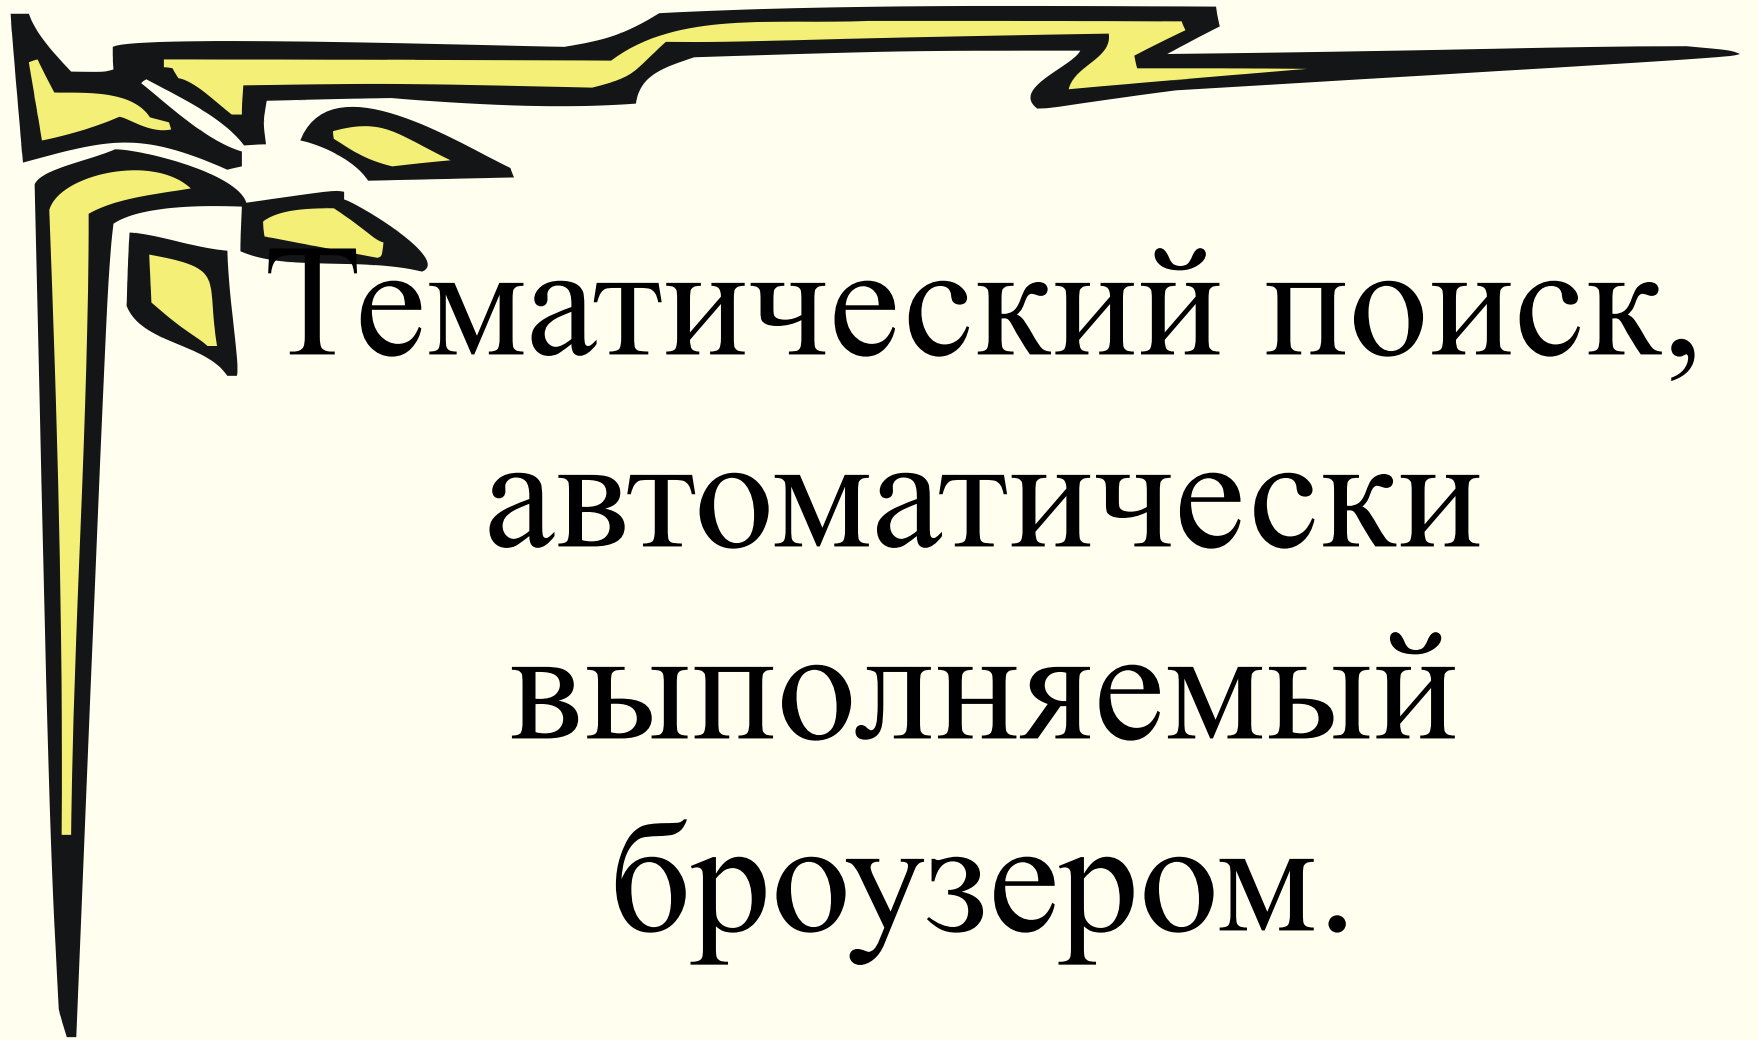 Тематический поиск,
автоматически
выполняемый
броузером.